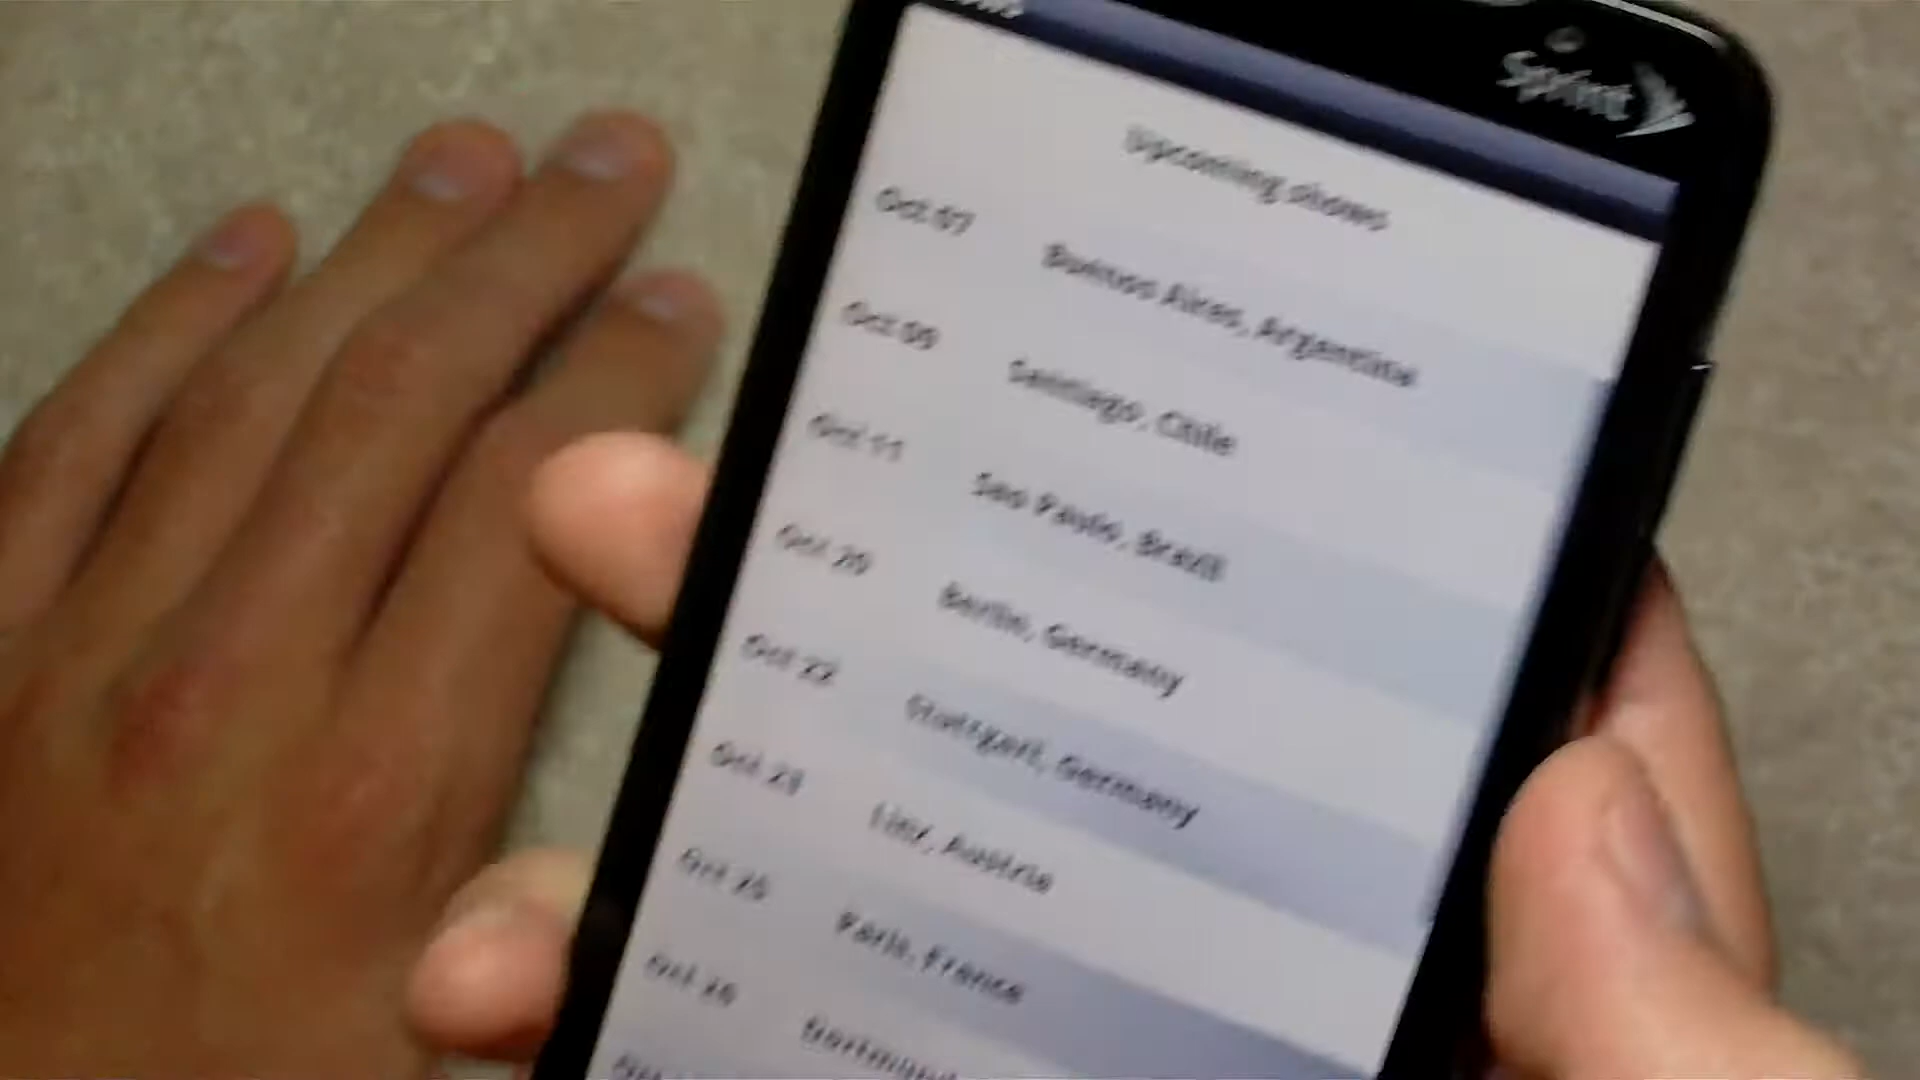 Sprint
Upcoming shows
Oct 07 Buenos Aires, Argentina
Oct 09 Santiago, Chile
Oct 11 Sao Paulo, Brazil
Oct 20 Berlin, Germany
Oct 22 Stuttgart, Germany
Oct 23 Linz, Austria
Oct 25 Paris, France
Oct 26
Oct